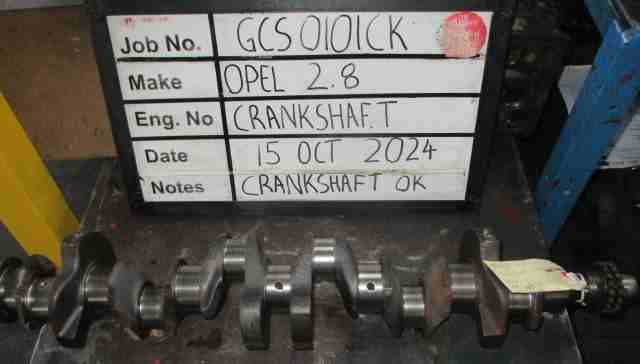 Job No. GCS0101CK
Make OPEL 2.8
Eng. No CRANKSHAFT
Date 15 OCT 2024
Notes CRANKSHAFT OK